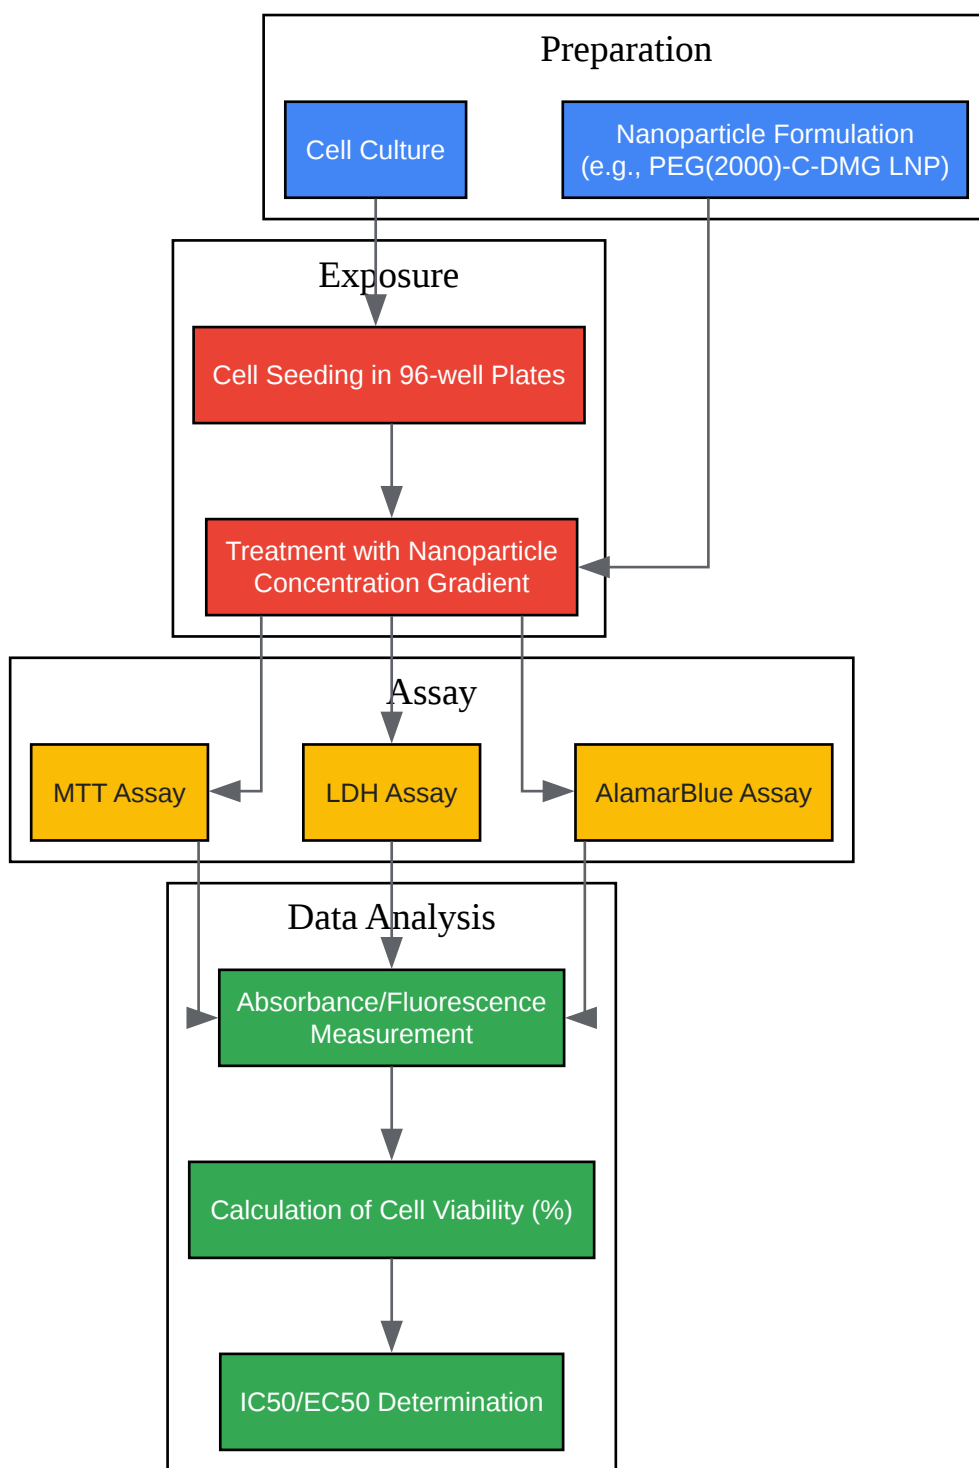 Preparation
Cell Culture
Nanoparticle Formulation
(e.g., PEG(2000)-C-DMG LNP)
Exposure
Cell Seeding in 96-well Plates
Treatment with Nanoparticle
Concentration Gradient
Assay
MTT Assay
LDH Assay
AlamarBlue Assay
Data Analysis
Absorbance/Fluorescence
Measurement
Calculation of Cell Viability (%)
IC50/EC50 Determination